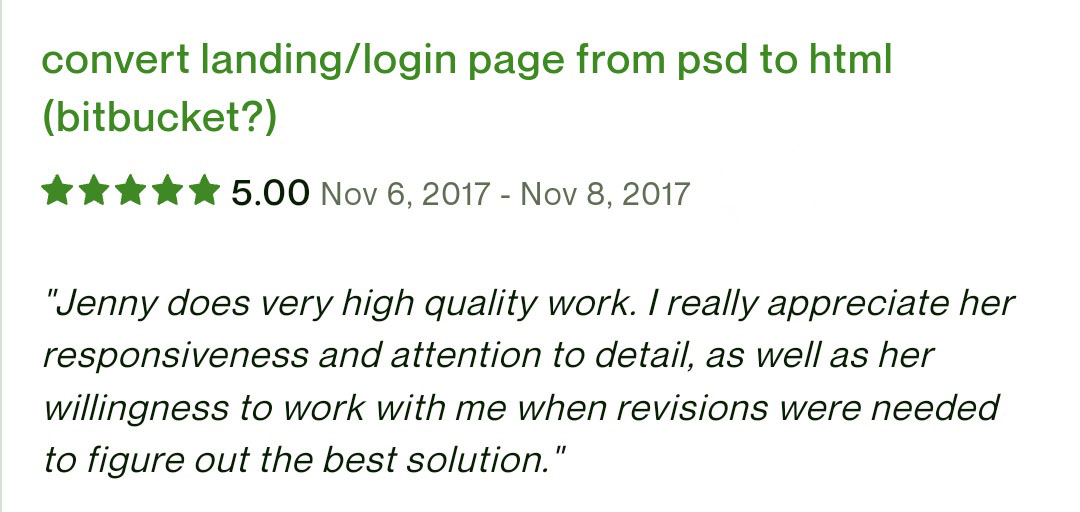 convert landing/login page from psd to html
(bitbucket?)
5.00 Nov 6, 2017 - Nov 8, 2017
"Jenny does very high quality work. I really appreciate her
responsiveness and attention to detail, as well as her
willingness to work with me when revisions were needed
to figure out the best solution."